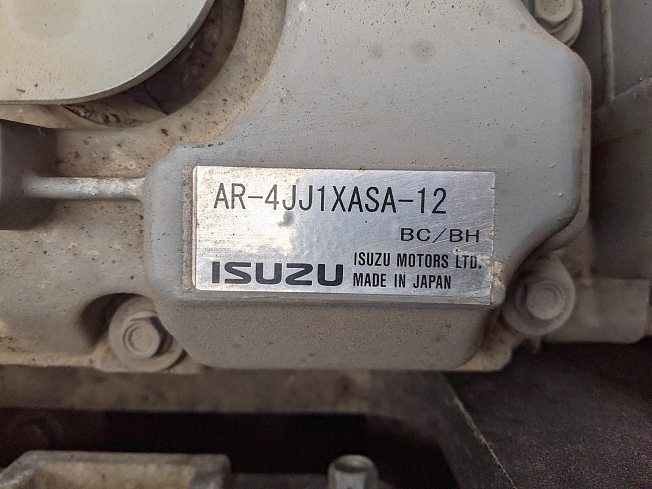 AR-4JJ1XASA-12
BC/BH
ISUZU MOTORS LTD.
ISUZU MADE IN JAPAN